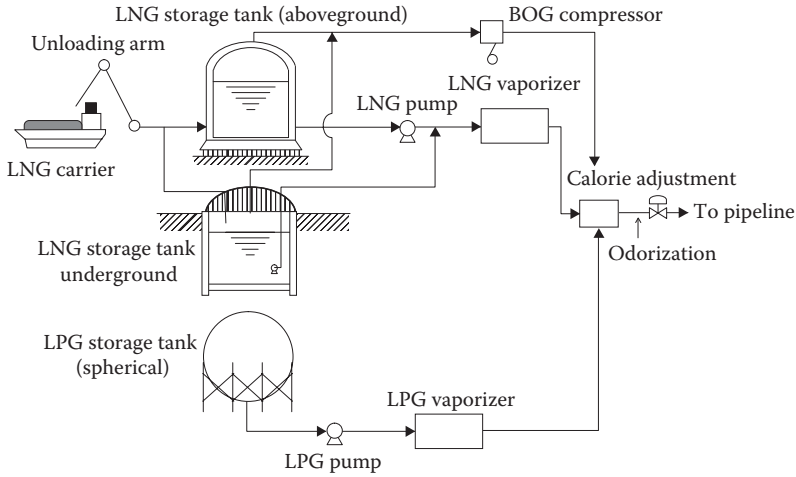 LNG storage tank (aboveground)
BOG compressor
Unloading arm
LNG vaporizer
LNG pump
LNG carrier
Calorie adjustment
To pipeline
LNG storage tank
underground
Odorization
LPG storage tank
(spherical)
LPG vaporizer
LPG pump